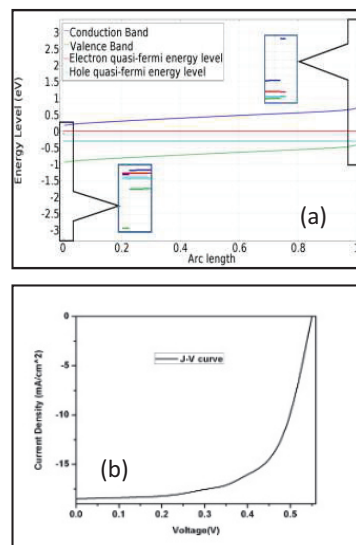 3
2.5
2
1.5
1
0.5
0
-0.5
-1
-1.5
-2
-2.5
-3
Energy Level (eV)
Conduction Band
Valence Band
Electron quasi-fermi energy level
Hole quasi-fermi energy level
(a)
0 0.2 0.4 0.6 0.8 1
Arc length
0
-5
-10
-15
Current Density (mA/cm^2)
J-V curve
(b)
0.0 0.1 0.2 0.3 0.4 0.5
Voltage(V)